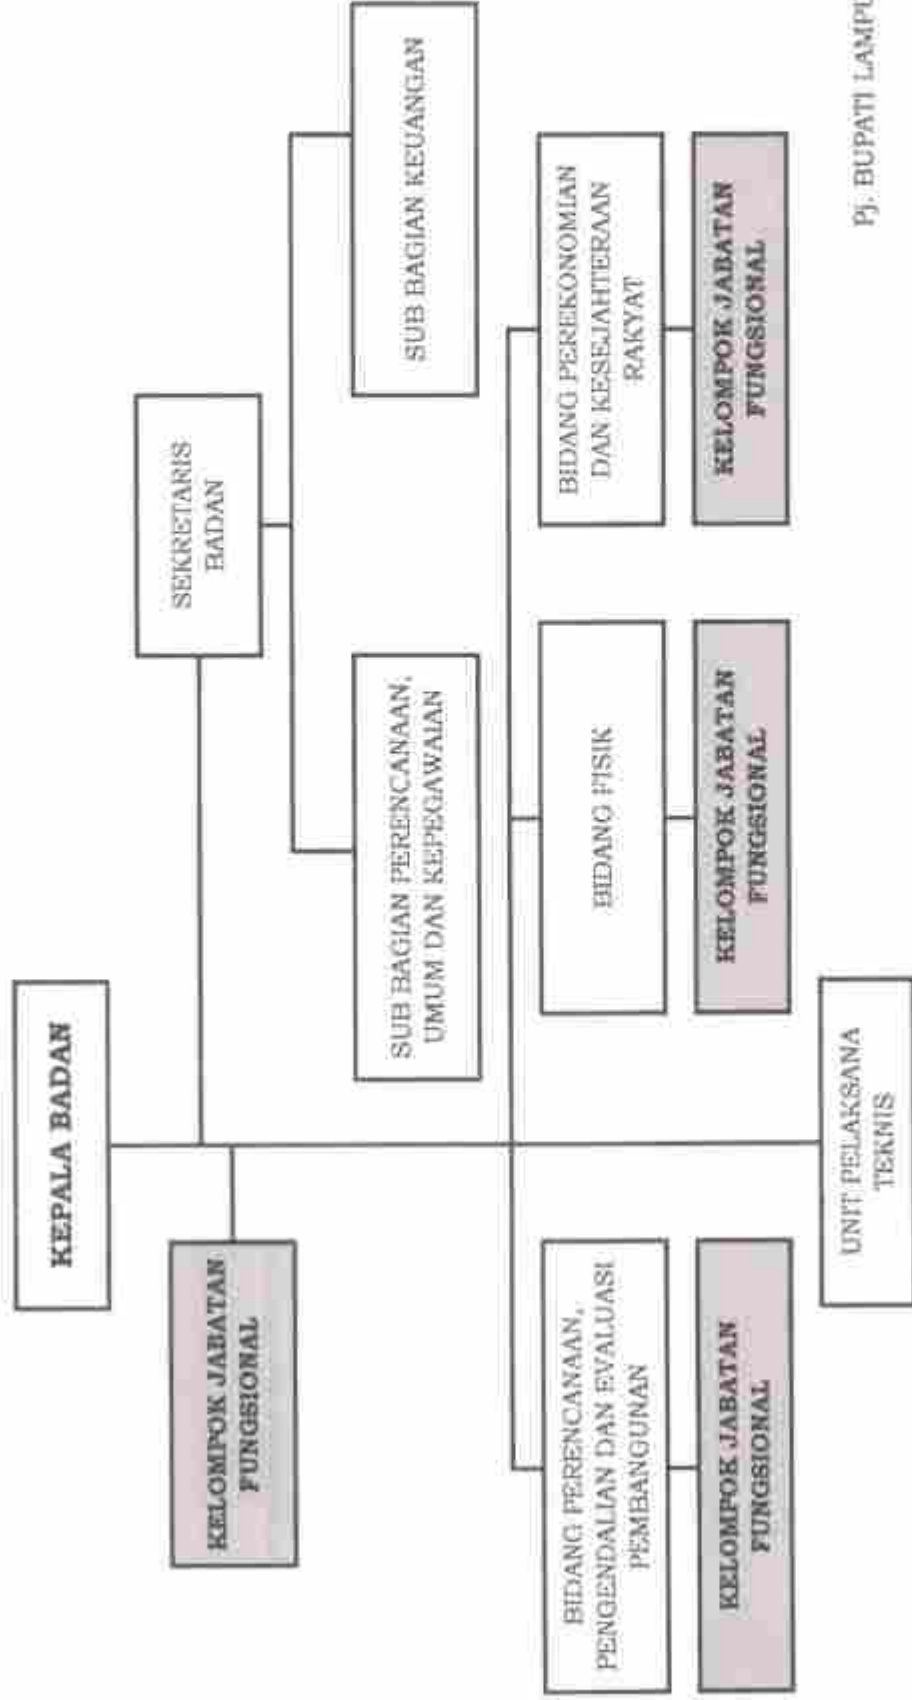 KEPALA BADAN
KELOMPOK JABATAN
FUNGSIONAL
SEKRETARIS
BADAN
SUB BAGIAN PERENCANAAN,
UMUM DAN KEPEGAWAIAN
SUB BAGIAN KEUANGAN
BIDANG PERENCANAAN,
PENGENDALIAN DAN EVALUASI
PEMBANGUNAN
BIDANG FISIK
BIDANG PEREKONOMIAN
DAN KESEJAHTERAAN
RAKYAT
KELOMPOK JABATAN
FUNGSIONAL
KELOMPOK JABATAN
FUNGSIONAL
KELOMPOK JABATAN
FUNGSIONAL
UNIT PELAKSANA
TEKNIS
Pj. BUPATI LAMPU